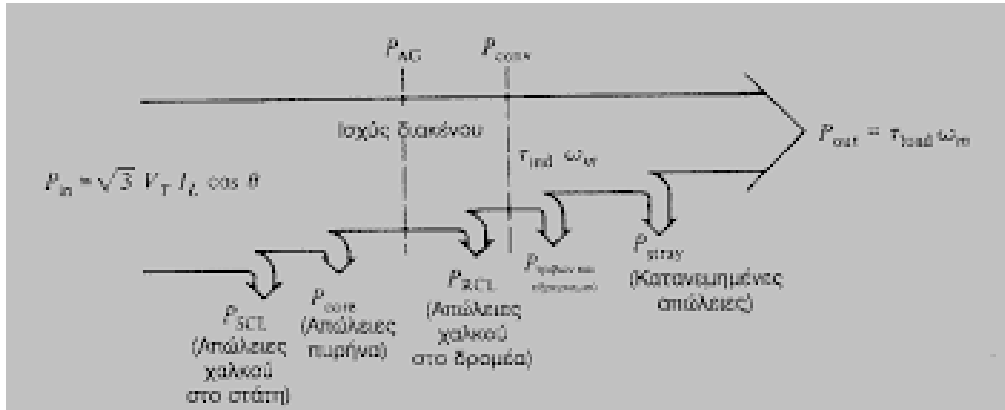 P_AG
P_conv
Ισχύς διακένου
τ_ind ω_m
P_out = τ_load ω_m
P_in = √3 V_T I_L cos θ
P_SCL
(Απώλειες
χαλκού
στο στάτη)
P_core
(Απώλειες
πυρήνα)
P_RCL
(Απώλειες
χαλκού
στο δρομέα)
P
P_stray
(Κατανεμημένες
απώλειες)